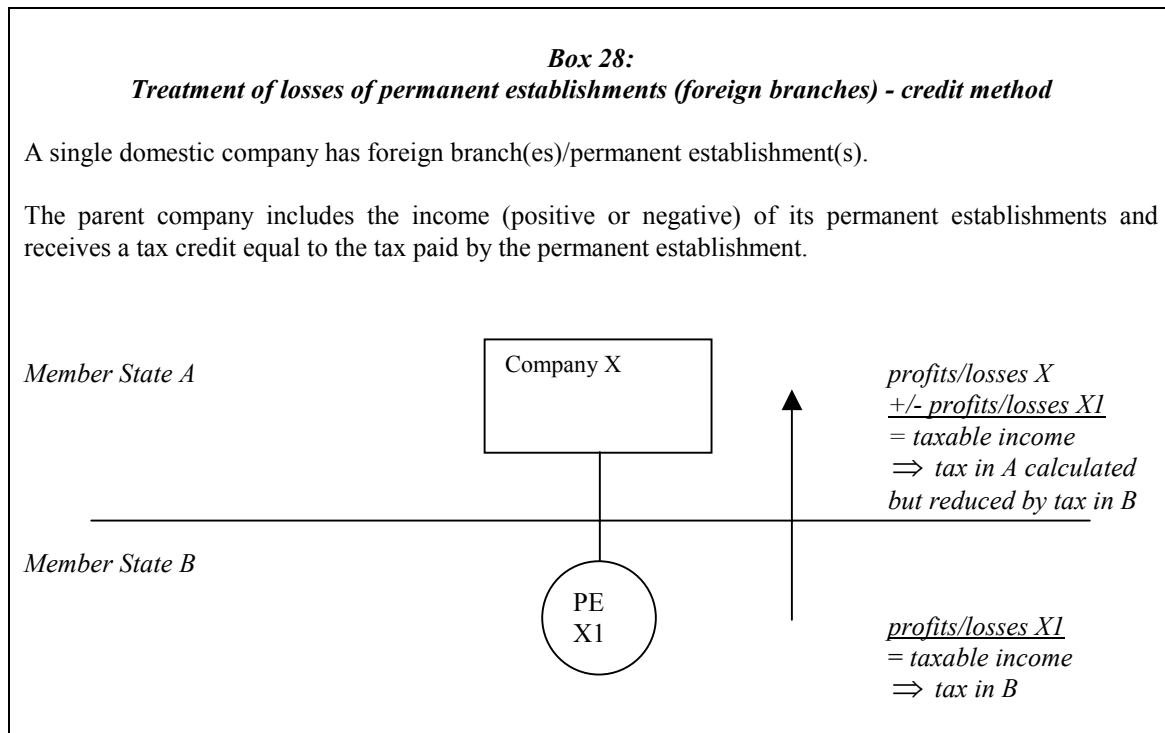 Box 28:
Treatment of losses of permanent establishments (foreign branches) - credit method
A single domestic company has foreign branch(es)/permanent establishment(s).
The parent company includes the income (positive or negative) of its permanent establishments and
receives a tax credit equal to the tax paid by the permanent establishment.
Member State A
Company X
profits/losses X
+/- profits/losses X1
= taxable income
⇒ tax in A calculated
but reduced by tax in B
Member State B
PE
X1
profits/losses X1
= taxable income
⇒ tax in B